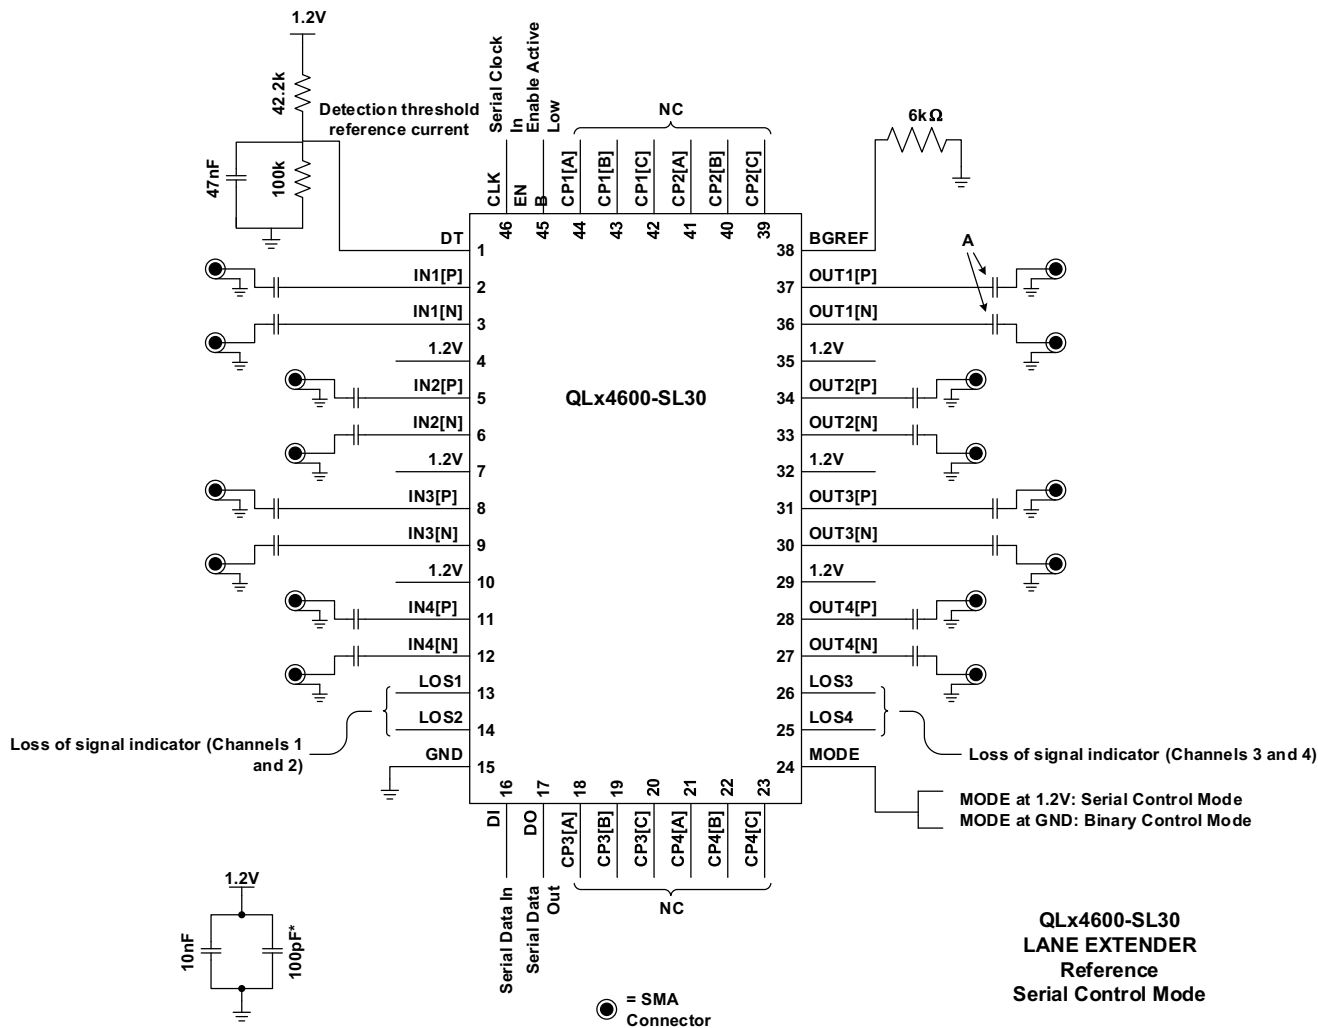 1.2V
42.2k
Detection threshold
reference current
47nF
100k
Serial Clock
In
Enable Active
Low
NC
6kΩ
CLK
EN
B
CP1[A]
CP1[B]
CP1[C]
CP2[A]
CP2[B]
CP2[C]
46
45
44
43
42
41
40
39
DT
1
38
BGREF
A
IN1[P]
2
37
OUT1[P]
IN1[N]
3
36
OUT1[N]
1.2V
4
35
1.2V
IN2[P]
5
34
OUT2[P]
QLx4600-SL30
IN2[N]
6
33
OUT2[N]
1.2V
7
32
1.2V
IN3[P]
8
31
OUT3[P]
IN3[N]
9
30
OUT3[N]
1.2V
10
29
1.2V
IN4[P]
11
28
OUT4[P]
IN4[N]
12
27
OUT4[N]
LOS1
13
26
LOS3
LOS2
14
25
LOS4
Loss of signal indicator (Channels 1
and 2)
Loss of signal indicator (Channels 3 and 4)
GND
15
24
MODE
MODE at 1.2V: Serial Control Mode
MODE at GND: Binary Control Mode
16
17
18
19
20
21
22
23
DI
DO
CP3[A]
CP3[B]
CP3[C]
CP4[A]
CP4[B]
CP4[C]
Serial Data In
Serial Data
Out
NC
1.2V
10nF
100pF*
= SMA
Connector
QLx4600-SL30
LANE EXTENDER
Reference
Serial Control Mode